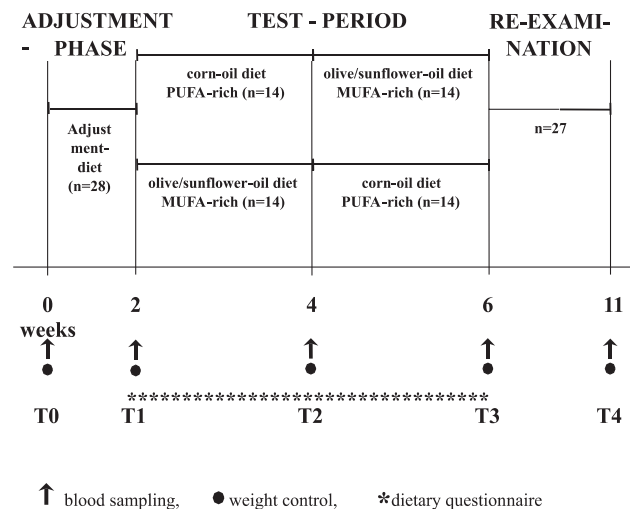 ADJUSTMENT TEST - PERIOD RE-EXAMI-
- PHASE NATION
corn-oil diet
PUFA-rich (n=14)
olive/sunflower-oil diet
MUFA-rich (n=14)
Adjust
ment-
diet
(n=28)
n=27
olive/sunflower-oil diet
MUFA-rich (n=14)
corn-oil diet
PUFA-rich (n=14)
0 2 4 6 11
weeks
*********************************
T0 T1 T2 T3 T4
↑ blood sampling, ● weight control, *dietary questionnaire